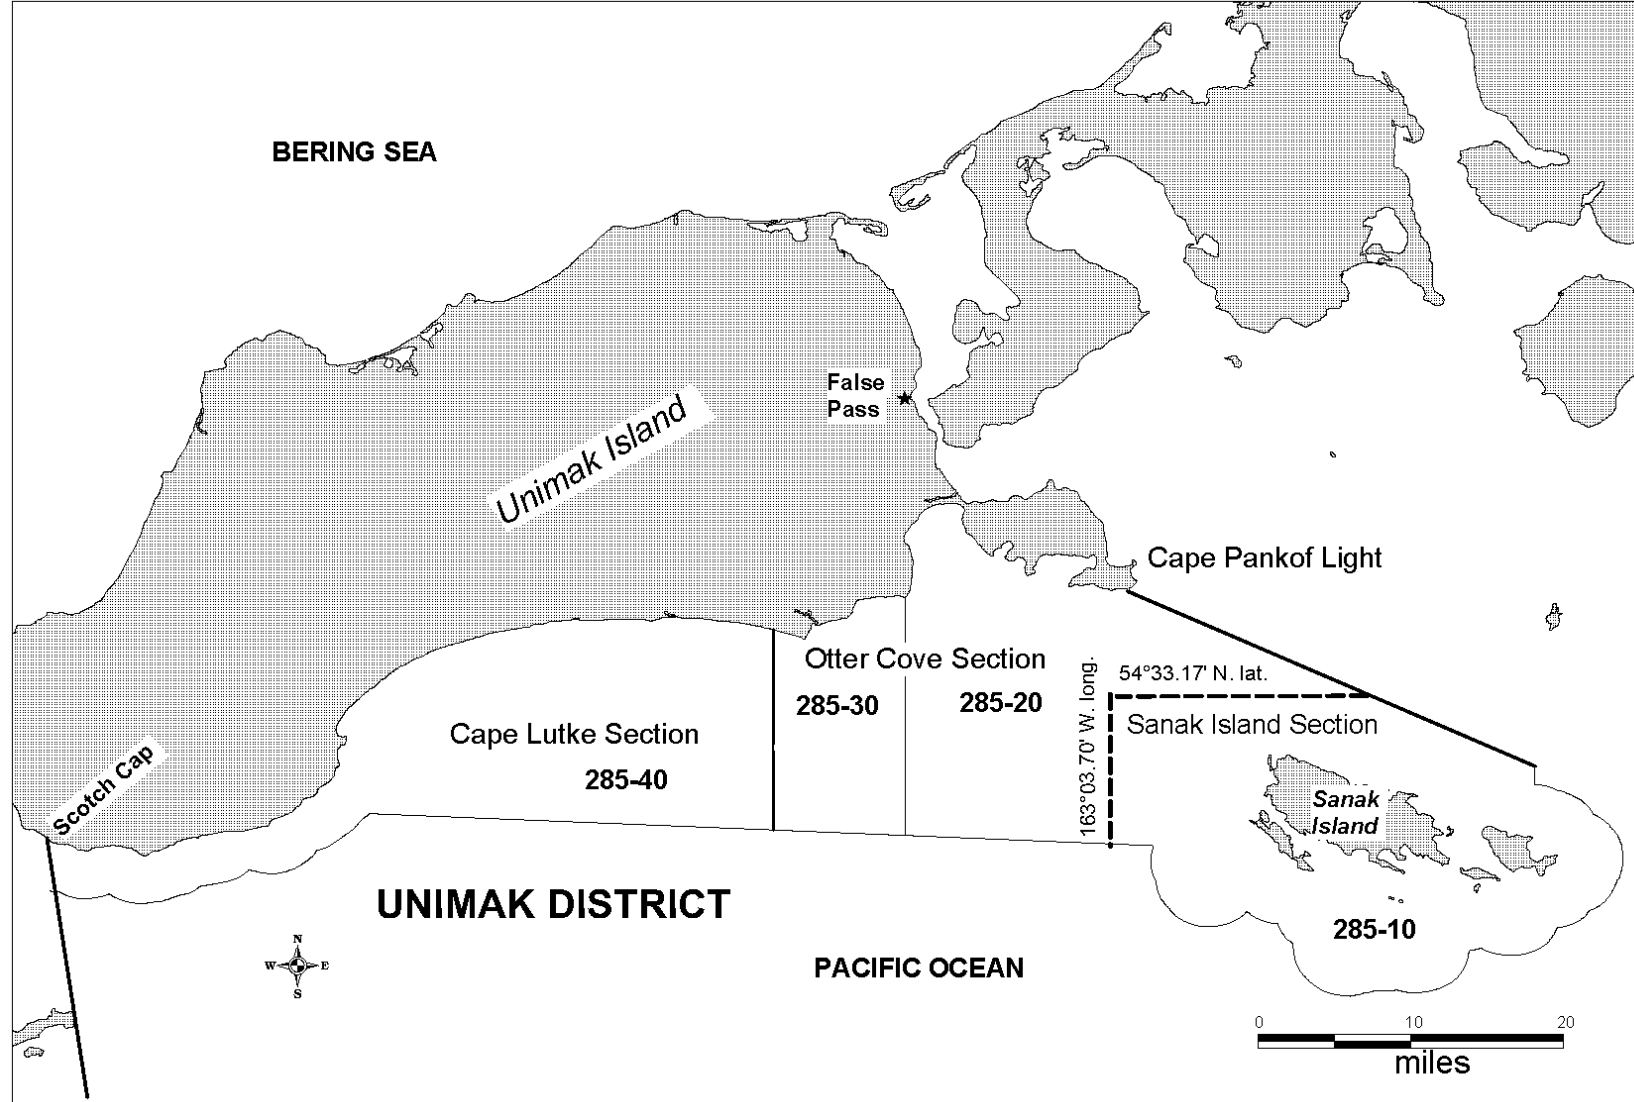 BERING SEA
False
Pass
Unimak Island
Cape Pankof Light
Otter Cove Section
54°33.17' N. lat.
163°03.70' W. long.
285-30
285-20
Sanak Island Section
Cape Lutke Section
285-40
Scotch Cap
Sanak
Island
UNIMAK DISTRICT
285-10
PACIFIC OCEAN
N
W
E
S
0 10 20
miles